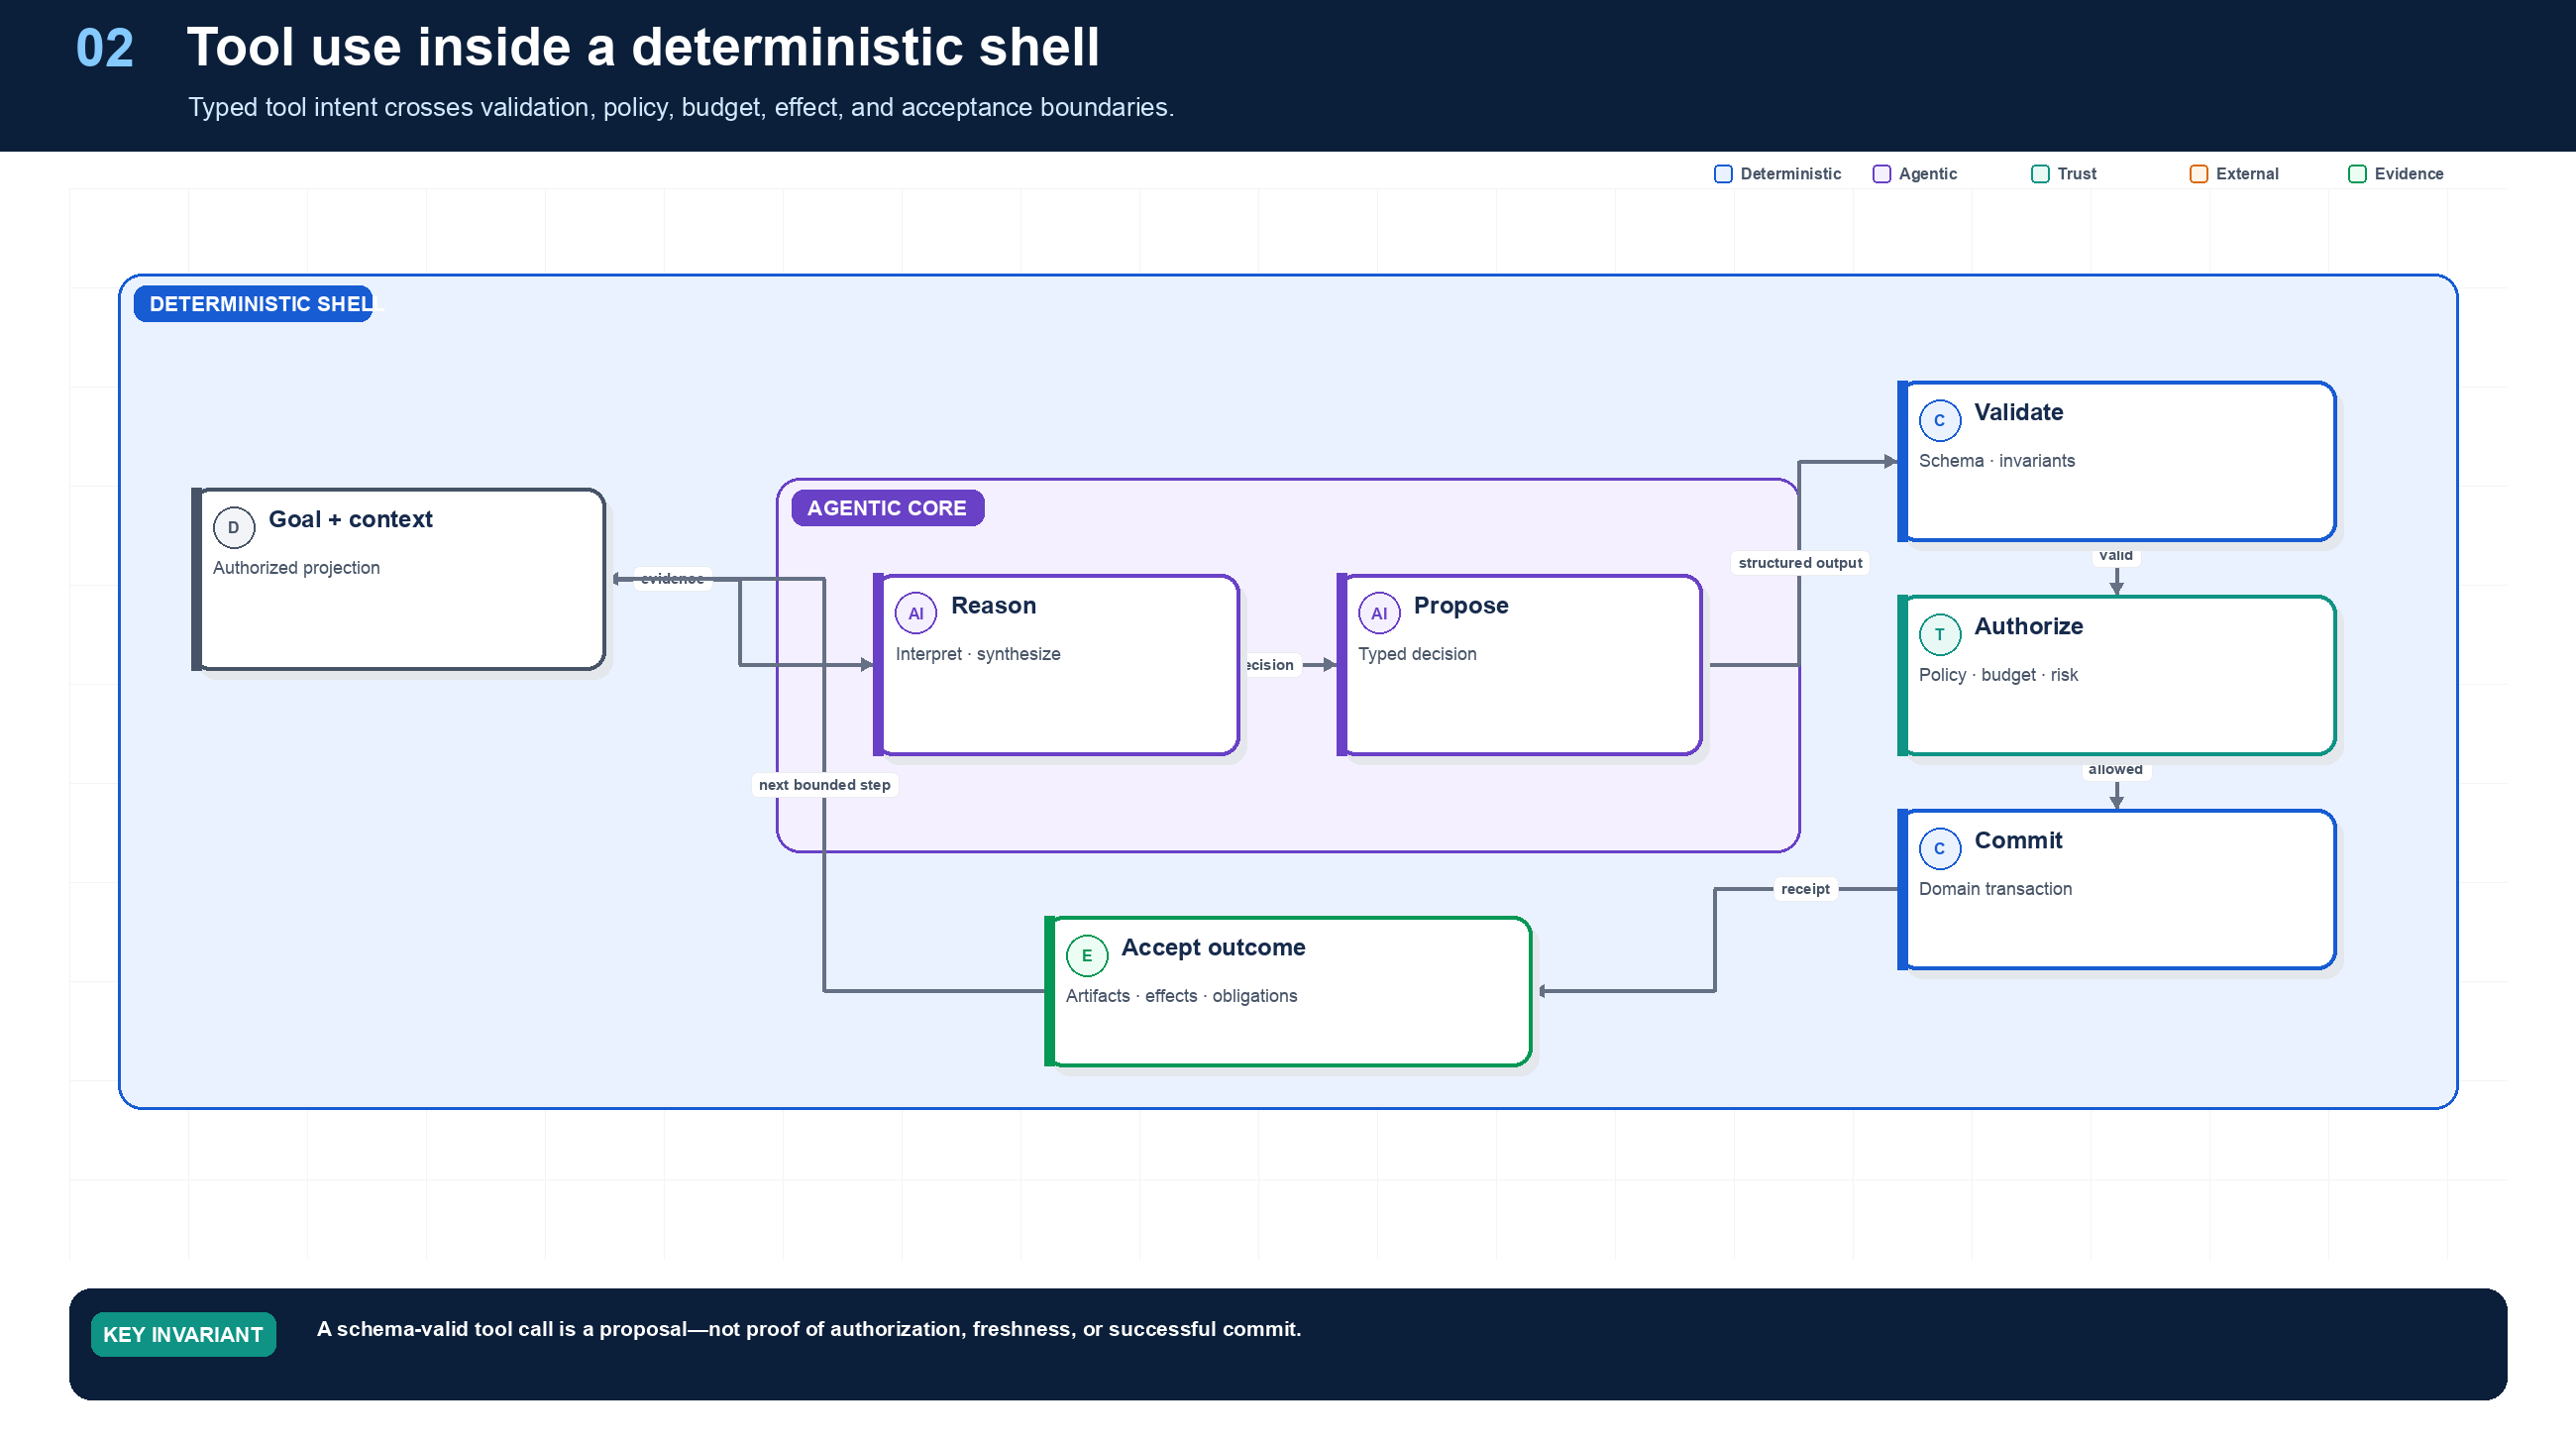 02
Tool use inside a deterministic shell
Typed tool intent crosses validation, policy, budget, effect, and acceptance boundaries.
Deterministic
Agentic
Trust
External
Evidence
DETERMINISTIC SHELL
C
Validate
Schema · invariants
D
Goal + context
Authorized projection
AGENTIC CORE
structured output
valid
evidence
AI
Reason
Interpret · synthesize
ecision
AI
Propose
Typed decision
T
Authorize
Policy · budget · risk
next bounded step
allowed
C
Commit
Domain transaction
receipt
E
Accept outcome
Artifacts · effects · obligations
KEY INVARIANT
A schema-valid tool call is a proposal—not proof of authorization, freshness, or successful commit.